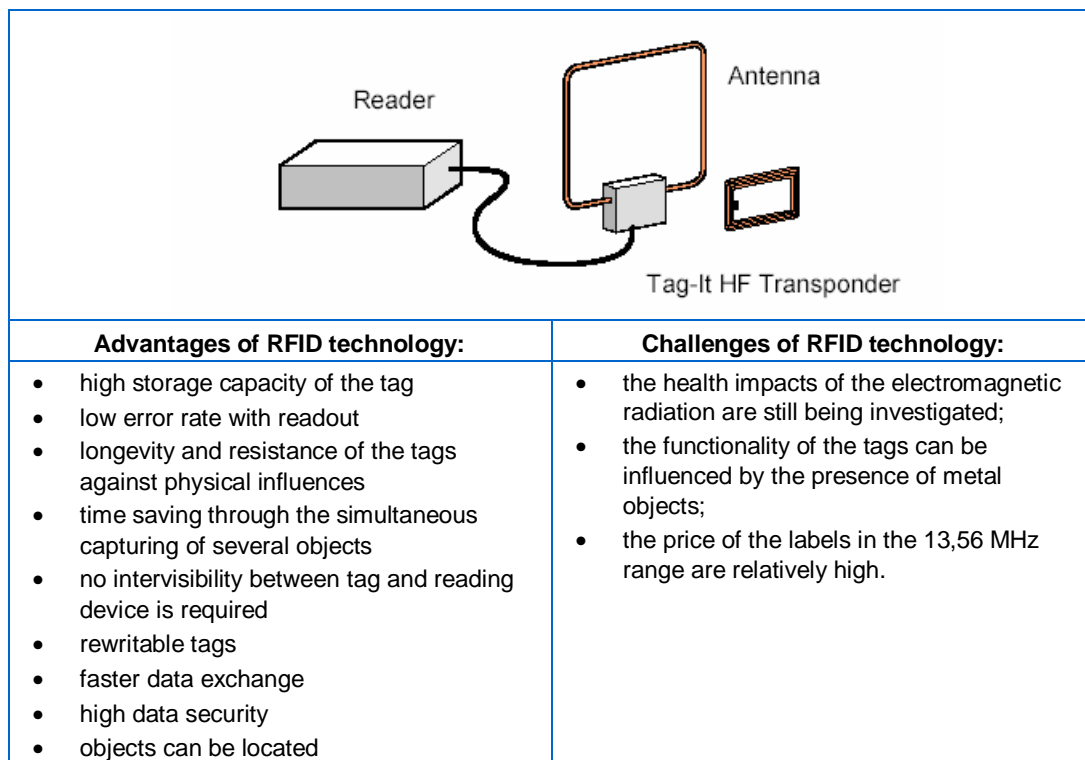 Reader
Antenna
Tag-It HF Transponder
Advantages of RFID technology:
• high storage capacity of the tag
• low error rate with readout
• longevity and resistance of the tags
against physical influences
• time saving through the simultaneous
capturing of several objects
• no intervisibility between tag and reading
device is required
• rewritable tags
• faster data exchange
• high data security
• objects can be located
Challenges of RFID technology:
• the health impacts of the electromagnetic
radiation are still being investigated;
• the functionality of the tags can be
influenced by the presence of metal
objects;
• the price of the labels in the 13,56 MHz
range are relatively high.